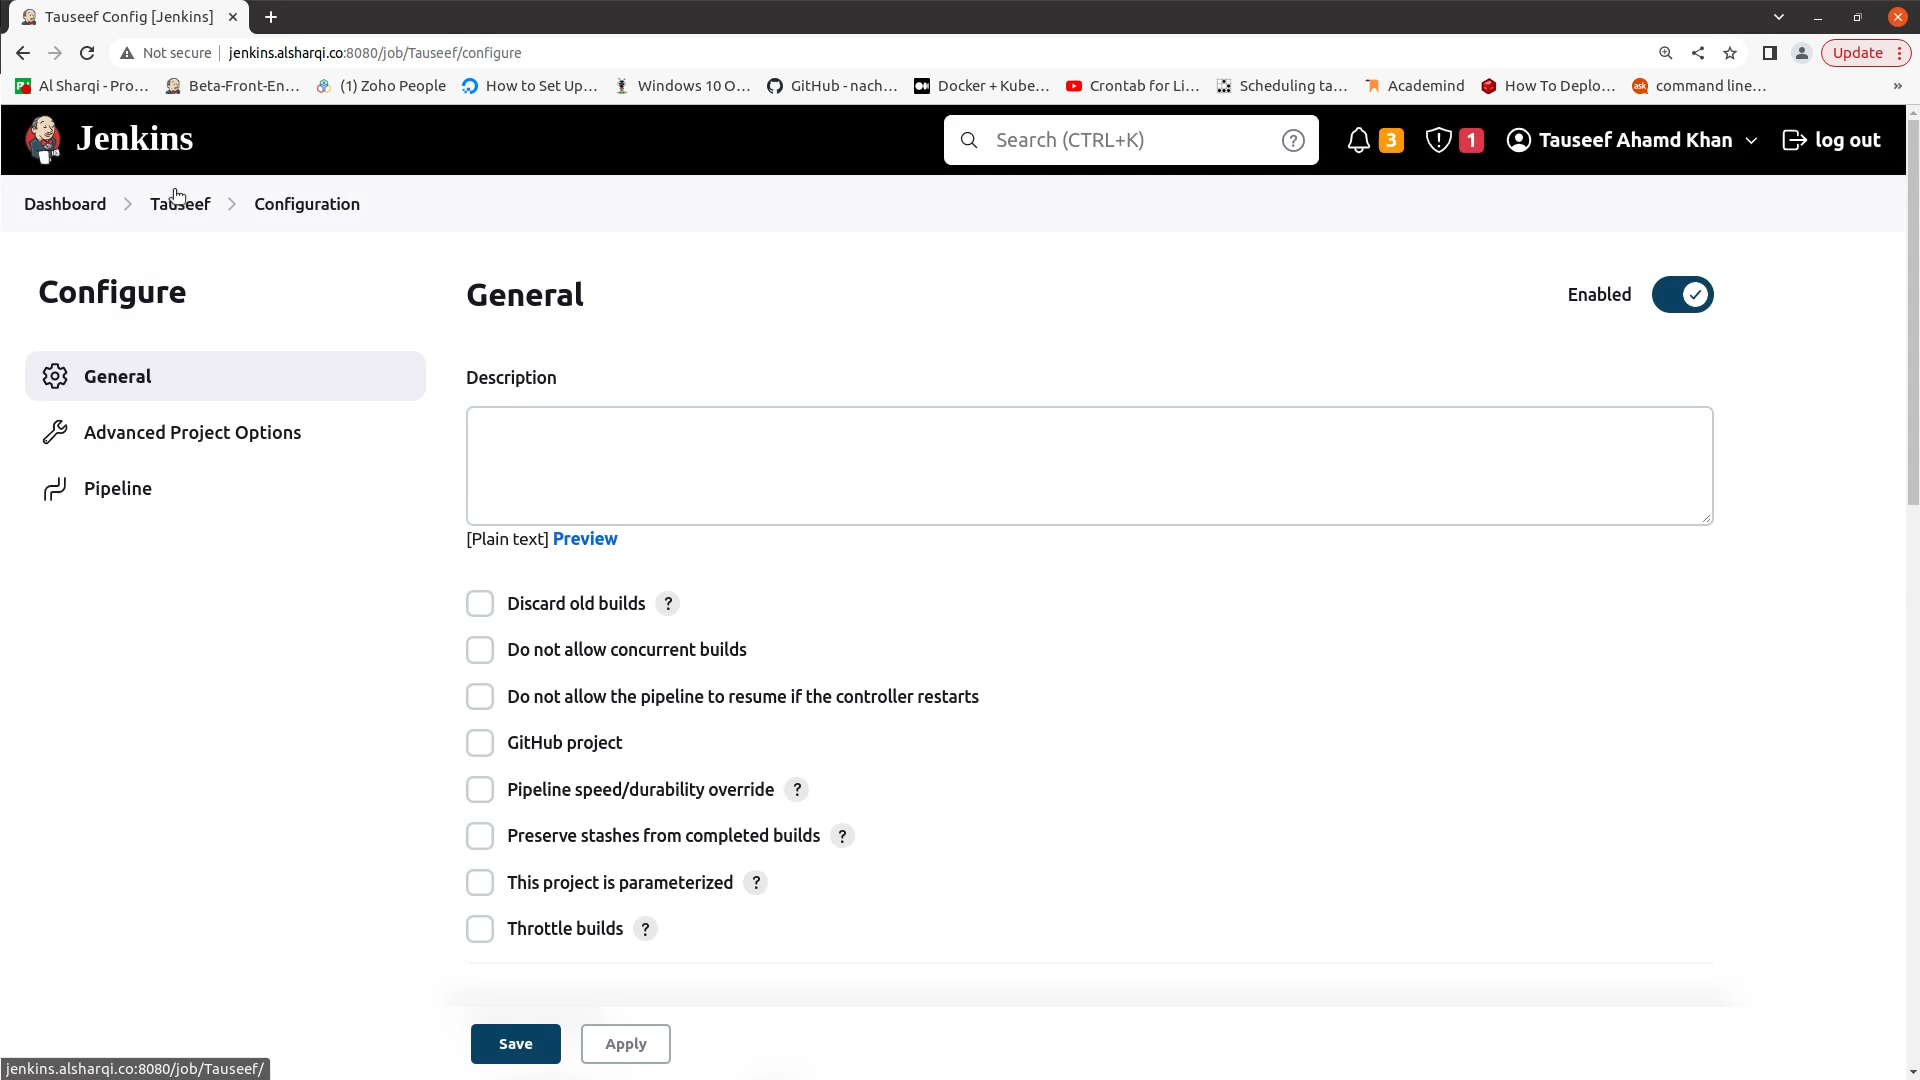 Tauseef Config [Jenkins]
Not secure jenkins.alsharqi.co:8080/job/Tauseef/configure Update
Al Sharqi - Pro... Beta-Front-En... (1) Zoho People How to Set Up... Windows 10 O... GitHub - nach... Docker + Kube... Crontab for Li... Scheduling ta... Academind How To Deplo... ask command line... »
Jenkins Search (CTRL+K) ? 3 1 Tauseef Ahamd Khan log out
Dashboard Tauseef Configuration
Configure
General
Advanced Project Options
Pipeline
General Enabled
Description
[Plain text] Preview
Discard old builds ?
Do not allow concurrent builds
Do not allow the pipeline to resume if the controller restarts
GitHub project
Pipeline speed/durability override ?
Preserve stashes from completed builds ?
This project is parameterized ?
Throttle builds ?
Save Apply
jenkins.alsharqi.co:8080/job/Tauseef/